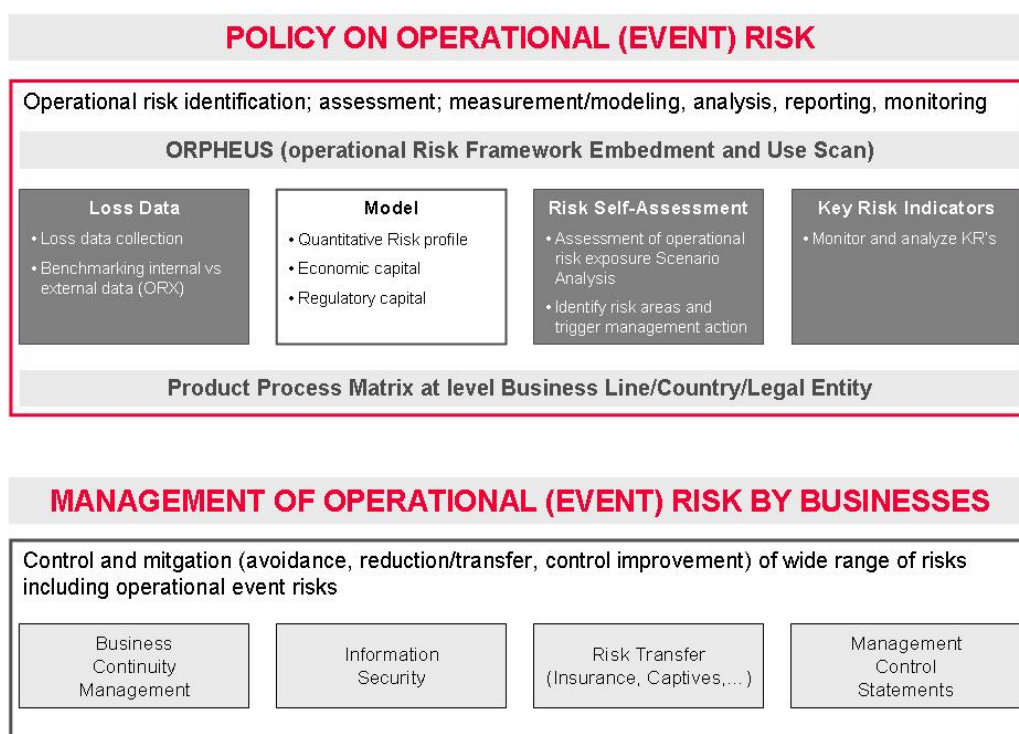 POLICY ON OPERATIONAL (EVENT) RISK
Operational risk identification; assessment; measurement/modeling, analysis, reporting, monitoring
ORPHEUS (operational Risk Framework Embedment and Use Scan)
Loss Data
• Loss data collection
• Benchmarking internal vs
external data (ORX)
Model
• Quantitative Risk profile
• Economic capital
• Regulatory capital
Risk Self-Assessment
• Assessment of operational
risk exposure Scenario
Analysis
• Identify risk areas and
trigger management action
Key Risk Indicators
• Monitor and analyze KR's
Product Process Matrix at level Business Line/Country/Legal Entity
MANAGEMENT OF OPERATIONAL (EVENT) RISK BY BUSINESSES
Control and mitgation (avoidance, reduction/transfer, control improvement) of wide range of risks
including operational event risks
Business
Continuity
Management
Information
Security
Risk Transfer
(Insurance, Captives,...)
Management
Control
Statements